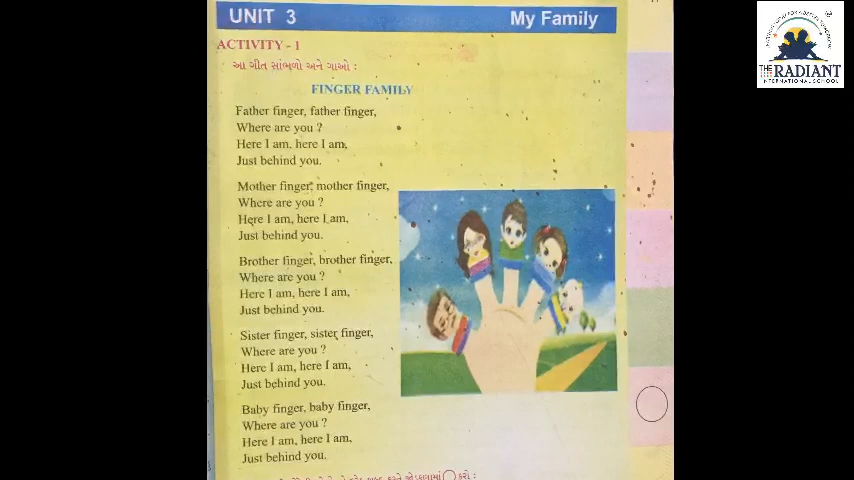 UNIT 3
My Family
ACTIVITY - 1
આ ગીત સાંભળો અને ગાઓ :
FINGER FAMILY
Father finger, father finger,
Where are you ?
Here I am, here I am,
Just behind you.
Mother finger, mother finger,
Where are you ?
Here I am, here I am,
Just behind you.
Brother finger, brother finger,
Where are you ?
Here I am, here I am,
Just behind you.
Sister finger, sister finger,
Where are you ?
Here I am, here I am,
Just behind you.
Baby finger, baby finger,
Where are you ?
Here I am, here I am,
Just behind you.
કરો :
THE RADIANT
INTERNATIONAL SCHOOL